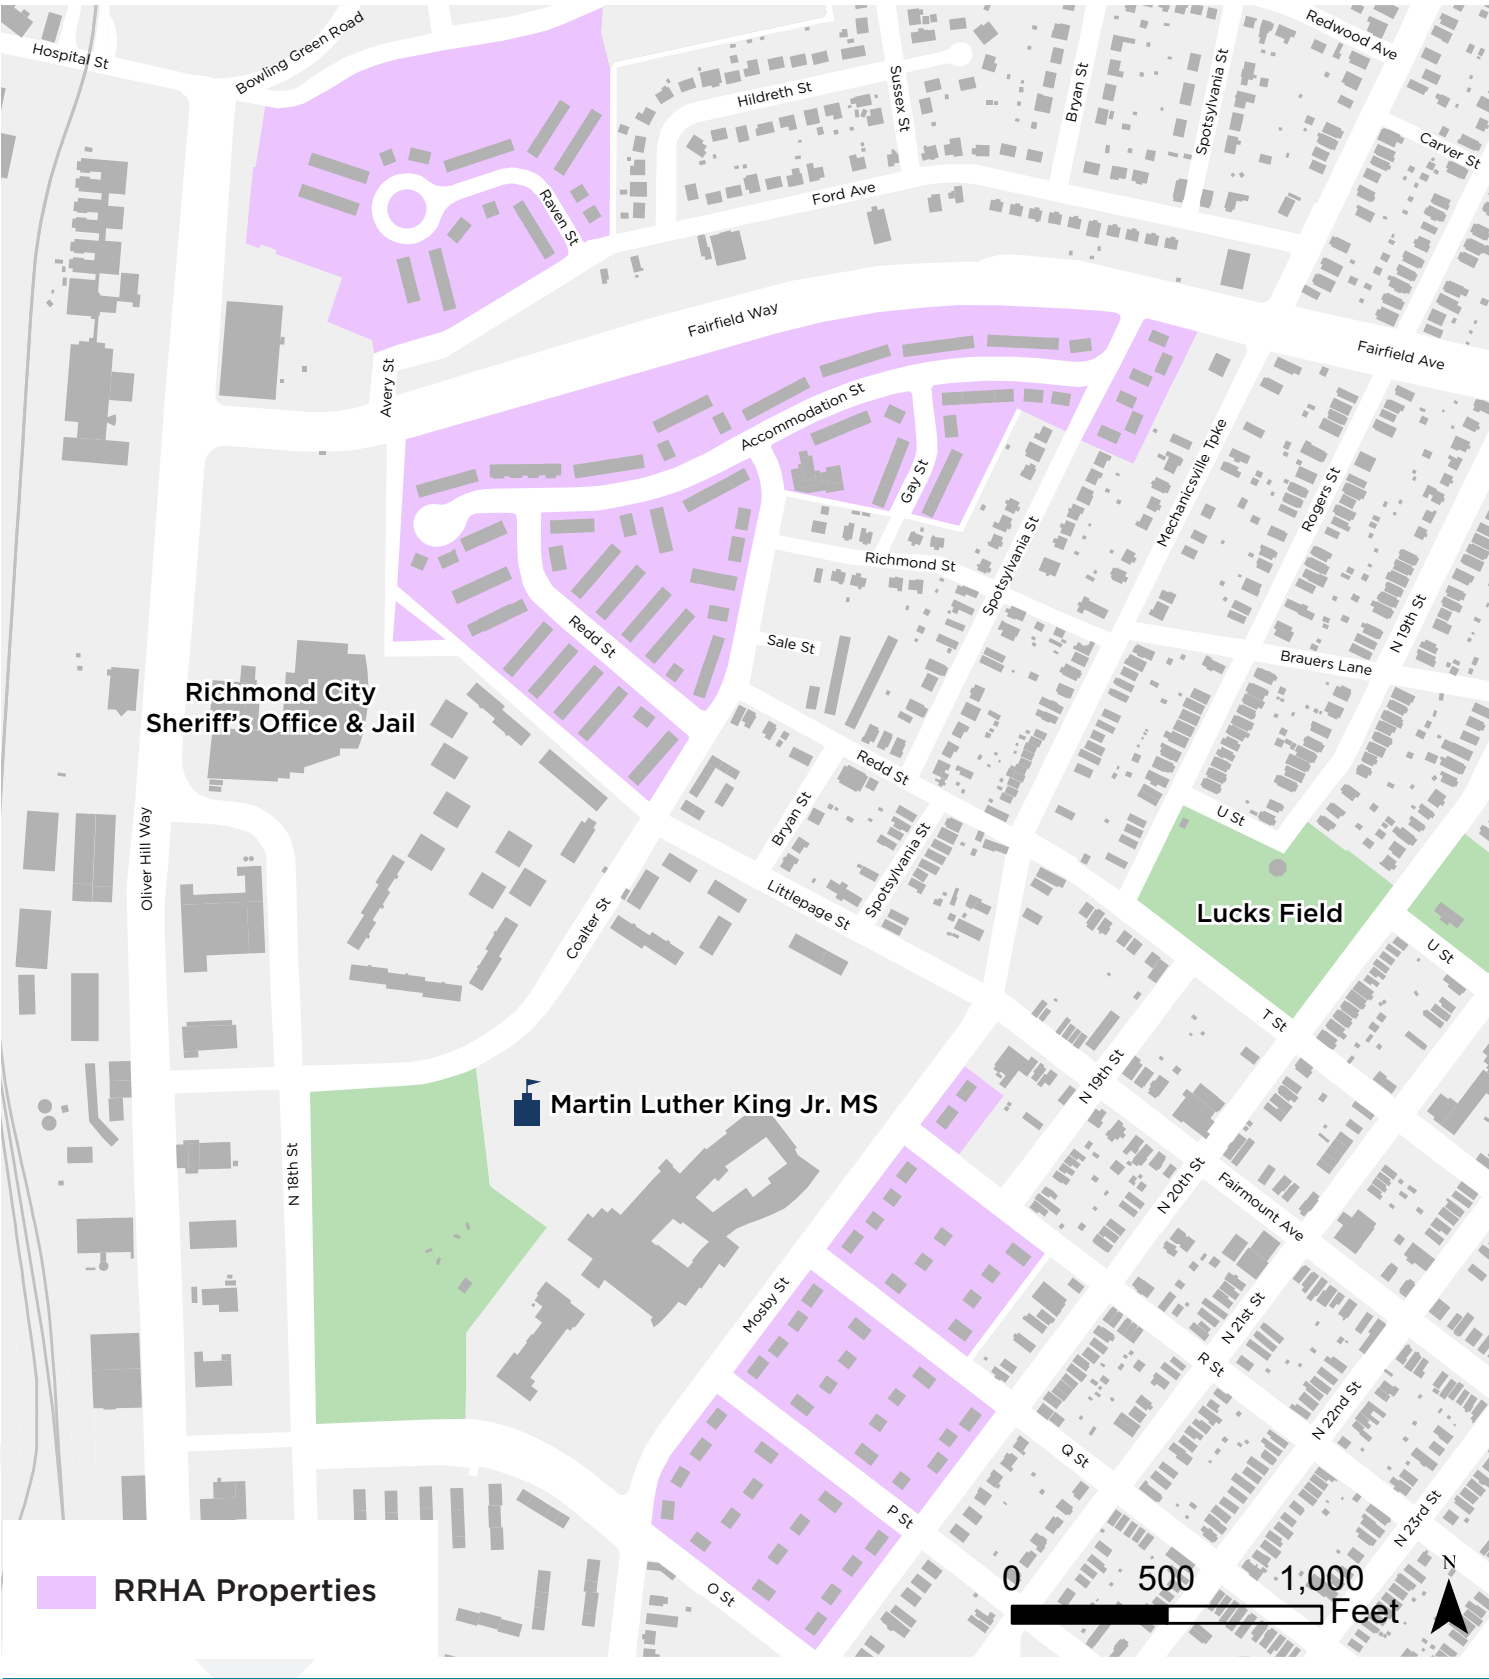 Redwood Ave
Bowling Green Road
Hospital St
Sussex St
Bryan St
Spotsylvania St
Hildreth St
Carver St
Ford Ave
Raven St
Fairfield Way
Fairfield Ave
Avery St
Accommodation St
Mechanicsville Tpke
Gay St
Rogers St
Richmond St
Spotsylvania St
N 19th St
Redd St
Sale St
Brauers Lane
Richmond City
Sheriff's Office & Jail
Redd St
Bryan St
U St
Oliver Hill Way
Spotsylvania St
Littlepage St
Lucks Field
Coalter St
U St
T St
N 19th St
Martin Luther King Jr. MS
N 18th St
N 20th St
Fairmount Ave
Mosby St
N 21st St
R St
N 22nd St
Q St
P St
N 23rd St
O St
RRHA Properties
0 500 1,000
Feet
N